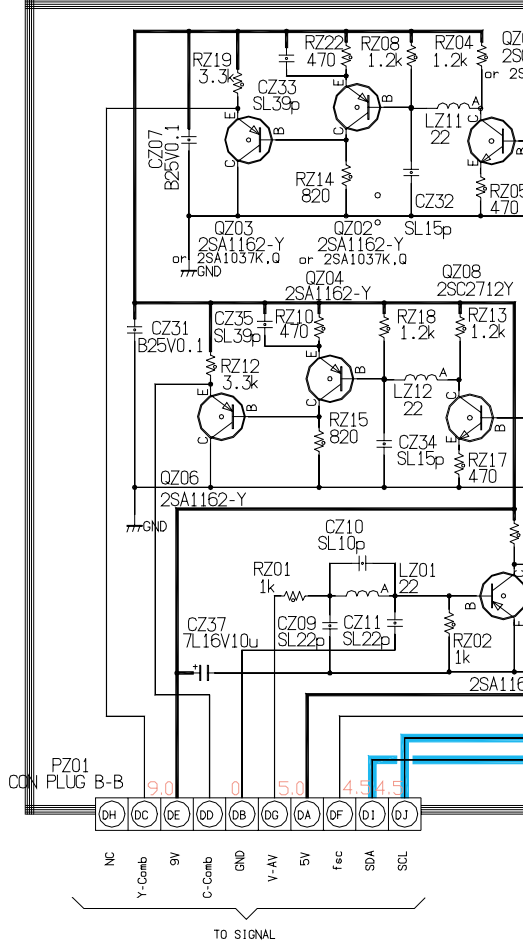 RZ19
3.3k
CZ33
SL39p
RZ22
470
RZ08
1.2k
RZ04
1.2k
or
E
B
C
CZ07
B25V0.1
E
B
C
LZ11
22
A
C
E
RZ14
820
CZ32
SL15p
RZ05
470
QZ03
2SA1162-Y
or 2SA1037K,Q
QZ02
2SA1162-Y
or 2SA1037K,Q
GND
QZ04
2SA1162-Y
QZ08
2SC2712Y
CZ31
B25V0.1
CZ35
SL39p
RZ10
470
RZ18
1.2k
RZ13
1.2k
RZ12
3.3k
E
B
C
E
B
C
LZ12
22
A
C
B
E
RZ15
820
CZ34
SL15p
RZ17
470
QZ06
2SA1162-Y
GND
CZ10
SL10p
RZ01
1k
LZ01
22
A
B
CZ37
7L16V10u
+
CZ09
SL22p
CZ11
SL22p
RZ02
1k
2SA116
PZ01
CON PLUG B-B
9.0
0
5.0
4.5
4.5
DH
DC
DE
DD
DB
DG
DA
DF
DI
DJ
NC
Y-Comb
9V
C-Comb
GND
V-AV
5V
fsc
SDA
SCL
TO SIGNAL